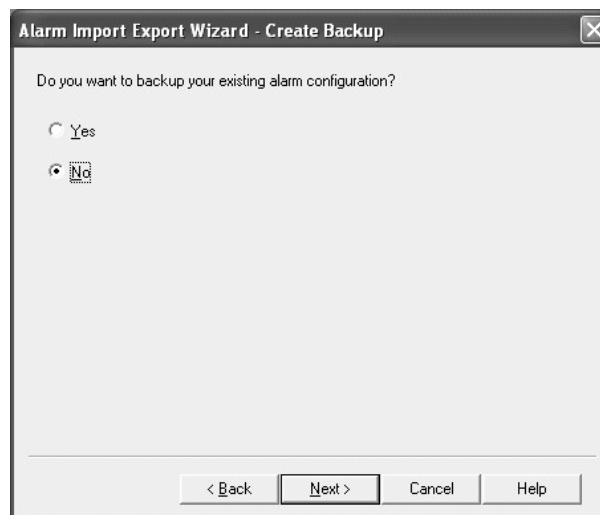 Alarm Import Export Wizard - Create Backup
Do you want to backup your existing alarm configuration?
Yes
No
< Back Next > Cancel Help